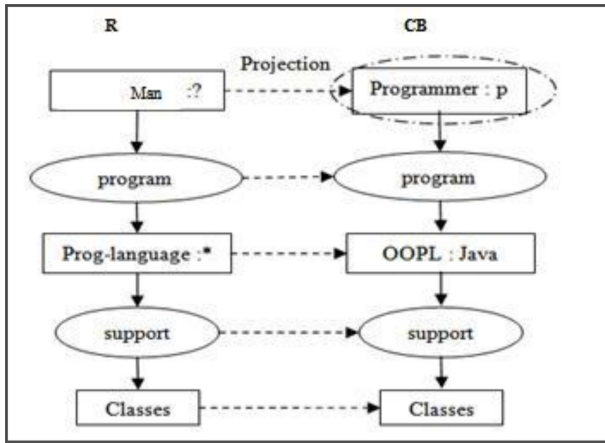 R CB
Projection
Man :? Programmer : p
program program
Prog-language :* OOPL : Java
support support
Classes Classes